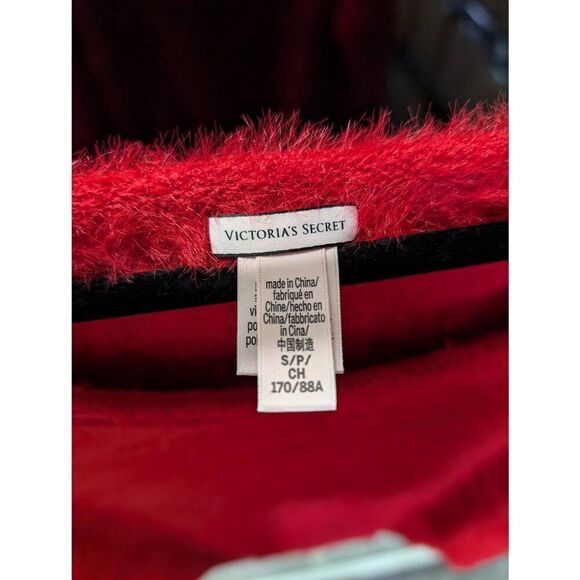 VICTORIA'S SECRET
made in China/
fabriqué en
Chine/hecho en
China/fabbricato
in Cina/
中国制造
S/P/
CH
170/88A